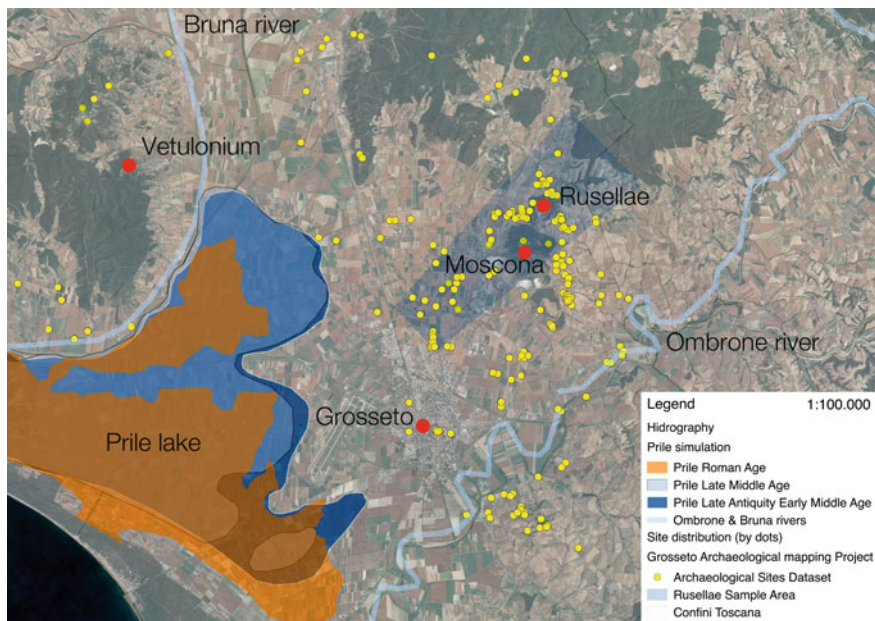 Bruna river
Vetulonium
Rusellae
Moscona
Ombrone river
Grosseto
Prile lake
Legend 1:100.000
Hidrography
Prile simulation
Prile Roman Age
Prile Late Middle Age
Prile Late Antiquity Early Middle Age
Ombrone & Bruna rivers
Site distribution (by dots)
Grosseto Archaeological mapping Project
Archaeological Sites Dataset
Rusellae Sample Area
Confini Toscana